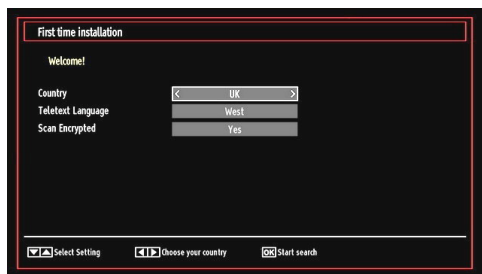 First time installation
Welcome!
Country < UK >
Teletext Language West
Scan Encrypted Yes
Select Setting Choose your country OK Start search